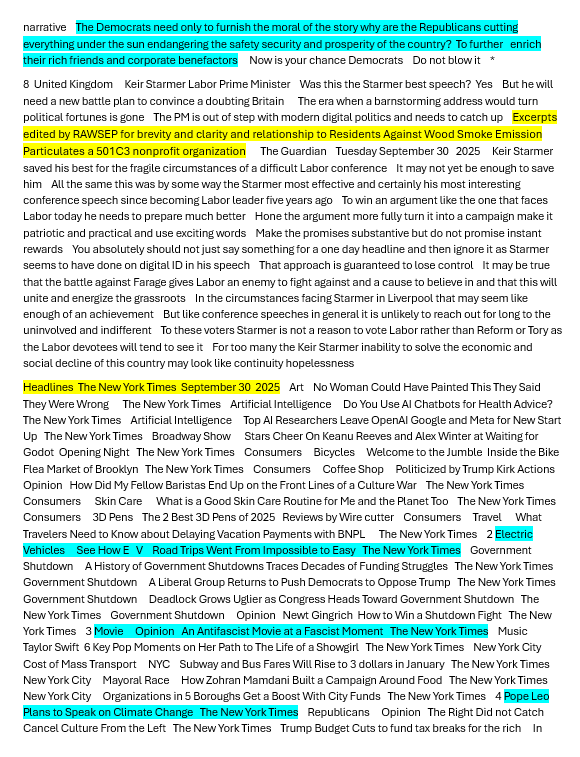 narrative The Democrats need only to furnish the moral of the story why are the Republicans cutting
everything under the sun endangering the safety security and prosperity of the country? To further enrich
their rich friends and corporate benefactors Now is your chance Democrats Do not blow it *
8 United Kingdom Keir Starmer Labor Prime Minister Was this the Starmer best speech? Yes But he will
need a new battle plan to convince a doubting Britain The era when a barnstorming address would turn
political fortunes is gone The PM is out of step with modern digital politics and needs to catch up Excerpts
edited by RAWSEP for brevity and clarity and relationship to Residents Against Wood Smoke Emission
Particulates a 501C3 nonprofit organization The Guardian Tuesday September 30 2025 Keir Starmer
saved his best for the fragile circumstances of a difficult Labor conference It may not yet be enough to save
him All the same this was by some way the Starmer most effective and certainly his most interesting
conference speech since becoming Labor leader five years ago To win an argument like the one that faces
Labor today he needs to prepare much better Hone the argument more fully turn it into a campaign make it
patriotic and practical and use exciting words Make the promises substantive but do not promise instant
rewards You absolutely should not just say something for a one day headline and then ignore it as Starmer
seems to have done on digital ID in his speech That approach is guaranteed to lose control It may be true
that the battle against Farage gives Labor an enemy to fight against and a cause to believe in and that this will
unite and energize the grassroots In the circumstances facing Starmer in Liverpool that may seem like
enough of an achievement But like conference speeches in general it is unlikely to reach out for long to the
uninvolved and indifferent To these voters Starmer is not a reason to vote Labor rather than Reform or Tory as
the Labor devotees will tend to see it For too many the Keir Starmer inability to solve the economic and
social decline of this country may look like continuity hopelessness
Headlines The New York Times September 30 2025 Art No Woman Could Have Painted This They Said
They Were Wrong The New York Times Artificial Intelligence Do You Use AI Chatbots for Health Advice?
The New York Times Artificial Intelligence Top AI Researchers Leave OpenAI Google and Meta for New Start
Up The New York Times Broadway Show Stars Cheer On Keanu Reeves and Alex Winter at Waiting for
Godot Opening Night The New York Times Consumers Bicycles Welcome to the Jumble Inside the Bike
Flea Market of Brooklyn The New York Times Consumers Coffee Shop Politicized by Trump Kirk Actions
Opinion How Did My Fellow Baristas End Up on the Front Lines of a Culture War The New York Times
Consumers Skin Care What is a Good Skin Care Routine for Me and the Planet Too The New York Times
Consumers 3D Pens The 2 Best 3D Pens of 2025 Reviews by Wire cutter Consumers Travel What
Travelers Need to Know about Delaying Vacation Payments with BNPL The New York Times 2 Electric
Vehicles See How E V Road Trips Went From Impossible to Easy The New York Times Government
Shutdown A History of Government Shutdowns Traces Decades of Funding Struggles The New York Times
Government Shutdown A Liberal Group Returns to Push Democrats to Oppose Trump The New York Times
Government Shutdown Deadlock Grows Uglier as Congress Heads Toward Government Shutdown The
New York Times Government Shutdown Opinion Newt Gingrich How to Win a Shutdown Fight The New
York Times 3 Movie Opinion An Antifascist Movie at a Fascist Moment The New York Times Music
Taylor Swift 6 Key Pop Moments on Her Path to The Life of a Showgirl The New York Times New York City
Cost of Mass Transport NYC Subway and Bus Fares Will Rise to 3 dollars in January The New York Times
New York City Mayoral Race How Zohran Mamdani Built a Campaign Around Food The New York Times
New York City Organizations in 5 Boroughs Get a Boost With City Funds The New York Times 4 Pope Leo
Plans to Speak on Climate Change The New York Times Republicans Opinion The Right Did not Catch
Cancel Culture From the Left The New York Times Trump Budget Cuts to fund tax breaks for the rich In